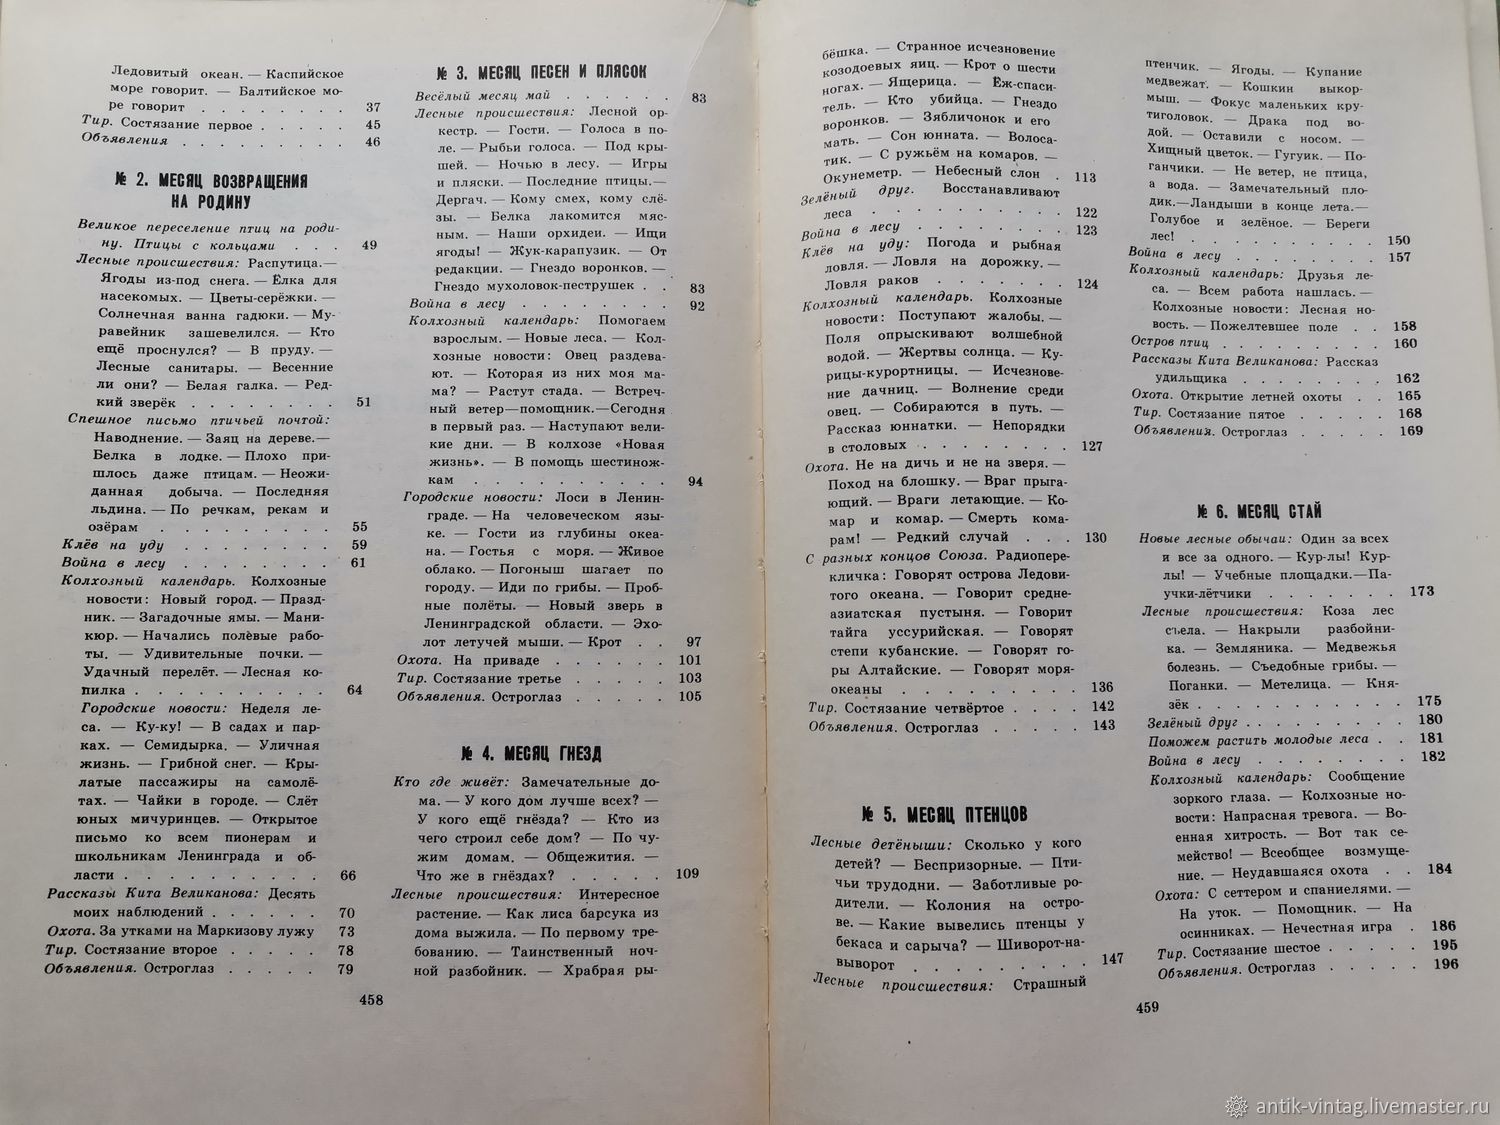 Ледовитый океан. — Каспийское
море говорит. — Балтийское мо-
ре говорит . . . . . . . . 37
Тир. Состязание первое . . . . . 45
Объявления . . . . . . . . . 46
№ 2. МЕСЯЦ ВОЗВРАЩЕНИЯ
НА РОДИНУ
Великое переселение птиц на роди-
ну. Птицы с кольцами . . . 49
Лесные происшествия: Распутица.—
Ягоды из-под снега. — Ёлка для
насекомых. — Цветы-серёжки. —
Солнечная ванна гадюки. — Му-
равейник зашевелился. — Кто
ещё проснулся? — В пруду. —
Лесные санитары. — Весенние
ли они? — Белая галка. — Ред-
кий зверёк . . . . . . . . 51
Спешное письмо птичьей почтой:
Наводнение. — Заяц на дереве.—
Белка в лодке. — Плохо при-
шлось даже птицам. — Неожи-
данная добыча. — Последняя
льдина. — По речкам, рекам и
озёрам . . . . . . . . . 55
Клёв на уду . . . . . . . . 59
Война в лесу . . . . . . . . 61
Колхозный календарь. Колхозные
новости: Новый город. — Празд-
ник. — Загадочные ямы. — Мани-
кюр. — Начались полёвые рабо-
ты. — Удивительные почки. —
Удачный перелёт. — Лесная ко-
пилка . . . . . . . . . . 64
Городские новости: Неделя ле-
са. — Ку-ку! — В садах и пар-
ках. — Семидырка. — Уличная
жизнь. — Грибной снег. — Кры-
латые пассажиры на самолё-
тах. — Чайки в городе. — Слёт
юных мичуринцев. — Открытое
письмо ко всем пионерам и
школьникам Ленинграда и об-
ласти . . . . . . . . . . 66
Рассказы Кита Великанова: Десять
моих наблюдений . . . . . . 70
Охота. За утками на Маркизову лужу 73
Тир. Состязание второе . . . . . 78
Объявления. Остроглаз . . . . . 79
458
№ 3. МЕСЯЦ ПЕСЕН И ПЛЯСОК
Весёлый месяц май . . . . . . 83
Лесные происшествия: Лесной ор-
кестр. — Гости. — Голоса в по-
ле. — Рыбьи голоса. — Под кры-
шей. — Ночью в лесу. — Игры
и пляски. — Последние птицы.—
Дергач. — Кому смех, кому слё-
зы. — Белка лакомится мяс-
ным. — Наши орхидеи. — Ищи
ягоды! — Жук-карапузик. — От
редакции. — Гнездо воронков. —
Гнездо мухоловок-пеструшек . . 83
Война в лесу . . . . . . . . 92
Колхозный календарь: Помогаем
взрослым. — Новые леса. — Кол-
хозные новости: Овец раздева-
ют. — Которая из них моя ма-
ма? — Растут стада. — Встреч-
ный ветер—помощник.—Сегодня
в первый раз. — Наступают вели-
кие дни. — В колхозе «Новая
жизнь». — В помощь шестинож-
кам . . . . . . . . . . 94
Городские новости: Лоси в Ленин-
граде. — На человеческом язы-
ке. — Гости из глубины океа-
на. — Гостья с моря. — Живое
облако. — Погоныш шагает по
городу. — Иди по грибы. — Проб-
ные полёты. — Новый зверь в
Ленинградской области. — Эхо-
лот летучей мыши. — Крот . . 97
Охота. На приваде . . . . . . 101
Тир. Состязание третье . . . . . 103
Объявления. Остроглаз . . . . . 105
№ 4. МЕСЯЦ ГНЕЗД
Кто где живёт: Замечательные до-
ма. — У кого дом лучше всех? —
У кого ещё гнёзда? — Кто из
чего строил себе дом? — По чу-
жим домам. — Общежития. —
Что же в гнёздах? . . . . . 109
Лесные происшествия: Интересное
растение. — Как лиса барсука из
дома выжила. — По первому тре-
бованию. — Таинственный ноч-
ной разбойник. — Храбрая ры-
бёшка. — Странное исчезновение
козодоевых яиц. — Крот о шести
ногах. — Ящерица. — Ёж-спаси-
тель. — Кто убийца. — Гнездо
воронков. — Зябличонок и его
мать. — Сон юнната. — Волоса-
тик. — С ружьём на комаров. —
Окунеметр. — Небесный слон . 113
Зелёный друг. Восстанавливают
леса . . . . . . . . . . 122
Война в лесу . . . . . . . . 123
Клёв на уду: Погода и рыбная
ловля. — Ловля на дорожку. —
Ловля раков . . . . . . . 124
Колхозный календарь. Колхозные
новости: Поступают жалобы. —
Поля опрыскивают волшебной
водой. — Жертвы солнца. — Ку-
рицы-курортницы. — Исчезнове-
ние дачниц. — Волнение среди
овец. — Собираются в путь. —
Рассказ юннатки. — Непорядки
в столовых . . . . . . . . 127
Охота. Не на дичь и не на зверя. —
Поход на блошку. — Враг прыга-
ющий. — Враги летающие. — Ко-
мар и комар. — Смерть кома-
рам! — Редкий случай . . . 130
С разных концов Союза. Радиопере-
кличка: Говорят острова Ледови-
того океана. — Говорит средне-
азиатская пустыня. — Говорит
тайга уссурийская. — Говорят
степи кубанские. — Говорят го-
ры Алтайские. — Говорят моря-
океаны . . . . . . . . . 136
Тир. Состязание четвёртое . . . . 142
Объявления. Остроглаз . . . . . 143
№ 5. МЕСЯЦ ПТЕНЦОВ
Лесные детёныши: Сколько у кого
детей? — Беспризорные. — Пти-
чьи трудодни. — Заботливые ро-
дители. — Колония на остро-
ве. — Какие вывелись птенцы у
бекаса и сарыча? — Шиворот-на-
выворот . . . . . . . . . 147
Лесные происшествия: Страшный
459
птенчик. — Ягоды. — Купание
медвежат. — Кошкин выкор-
мыш. — Фокус маленьких кру-
тиголовок. — Драка под во-
дой. — Оставили с носом. —
Хищный цветок. — Гугуик. — По-
ганчики. — Не ветер, не птица,
а вода. — Замечательный пло-
дик.—Ландыши в конце лета.—
Голубое и зелёное. — Береги
лес! . . . . . . . . . . 150
Война в лесу . . . . . . . . 157
Колхозный календарь: Друзья ле-
са. — Всем работа нашлась. —
Колхозные новости: Лесная но-
вость. — Пожелтевшее поле . . 158
Остров птиц . . . . . . . . . 160
Рассказы Кита Великанова: Рассказ
удильщика . . . . . . . . 162
Охота. Открытие летней охоты . . 165
Тир. Состязание пятое . . . . . 168
Объявления. Остроглаз . . . . . 169
№ 6. МЕСЯЦ СТАЙ
Новые лесные обычаи: Один за всех
и все за одного. — Кур-лы! Кур-
лы! — Учебные площадки.—Па-
учки-лётчики . . . . . . . 173
Лесные происшествия: Коза лес
съела. — Накрыли разбойни-
ка. — Земляника. — Медвежья
болезнь. — Съедобные грибы. —
Поганки. — Метелица. — Кня-
зёк . . . . . . . . . . . 175
Зелёный друг . . . . . . . . . 180
Поможем растить молодые леса . . 181
Война в лесу . . . . . . . . 182
Колхозный календарь: Сообщение
зоркого глаза. — Колхозные но-
вости: Напрасная тревога. — Во-
енная хитрость. — Вот так се-
мейство! — Всеобщее возмуще-
ние. — Неудавшаяся охота . . 184
Охота: С сеттером и спаниелями. —
На уток. — Помощник. — На
осинниках. — Нечестная игра . 186
Тир. Состязание шестое . . . . . 195
Объявления. Остроглаз . . . . . 196
antik-vintag.livemaster.ru